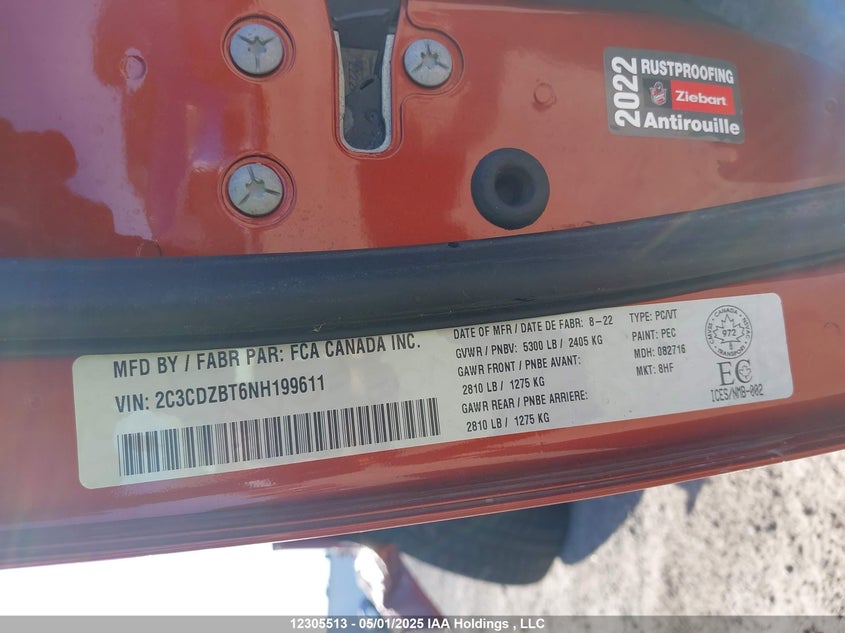 2022
RUSTPROOFING
Ziebart
Antirouille
MFD BY / FABR PAR: FCA CANADA INC.
VIN: 2C3CDZBT6NH199611
DATE OF MFR / DATE DE FABR: 8-22
GVWR / PNBV: 5300 LB / 2405 KG
GAWR FRONT / PNBE AVANT:
2810 LB / 1275 KG
GAWR REAR / PNBE ARRIERE:
2810 LB / 1275 KG
TYPE: PC/VT
PAINT: PEC
MDH: 082716
MKT: 8HF
CANADA
CMVSS
NSVAC
972
TRANSPORT
EC
ICES/NMB-002
12305513 - 05/01/2025 IAA Holdings , LLC